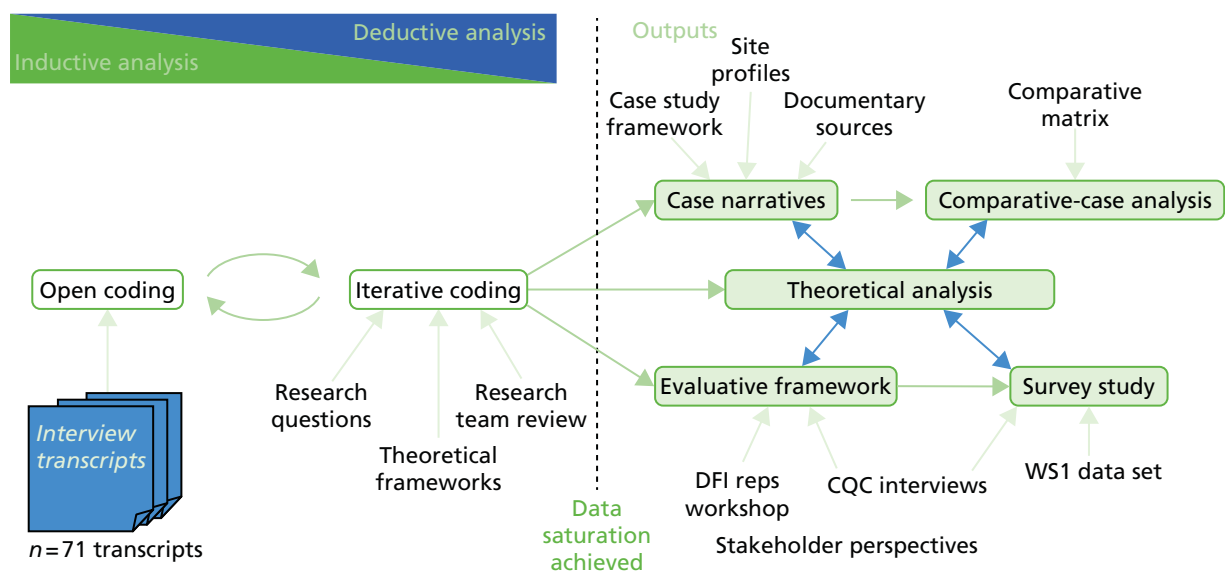 Deductive analysis
Inductive analysis
Outputs
Site
profiles
Case study
framework
Documentary
sources
Comparative
matrix
Case narratives
Comparative-case analysis
Open coding
Iterative coding
Theoretical analysis
Research
questions
Theoretical
frameworks
Research
team review
Evaluative framework
Survey study
Interview
transcripts
n=71 transcripts
Data
saturation
achieved
DFI reps
workshop
CQC interviews
WS1 data set
Stakeholder perspectives